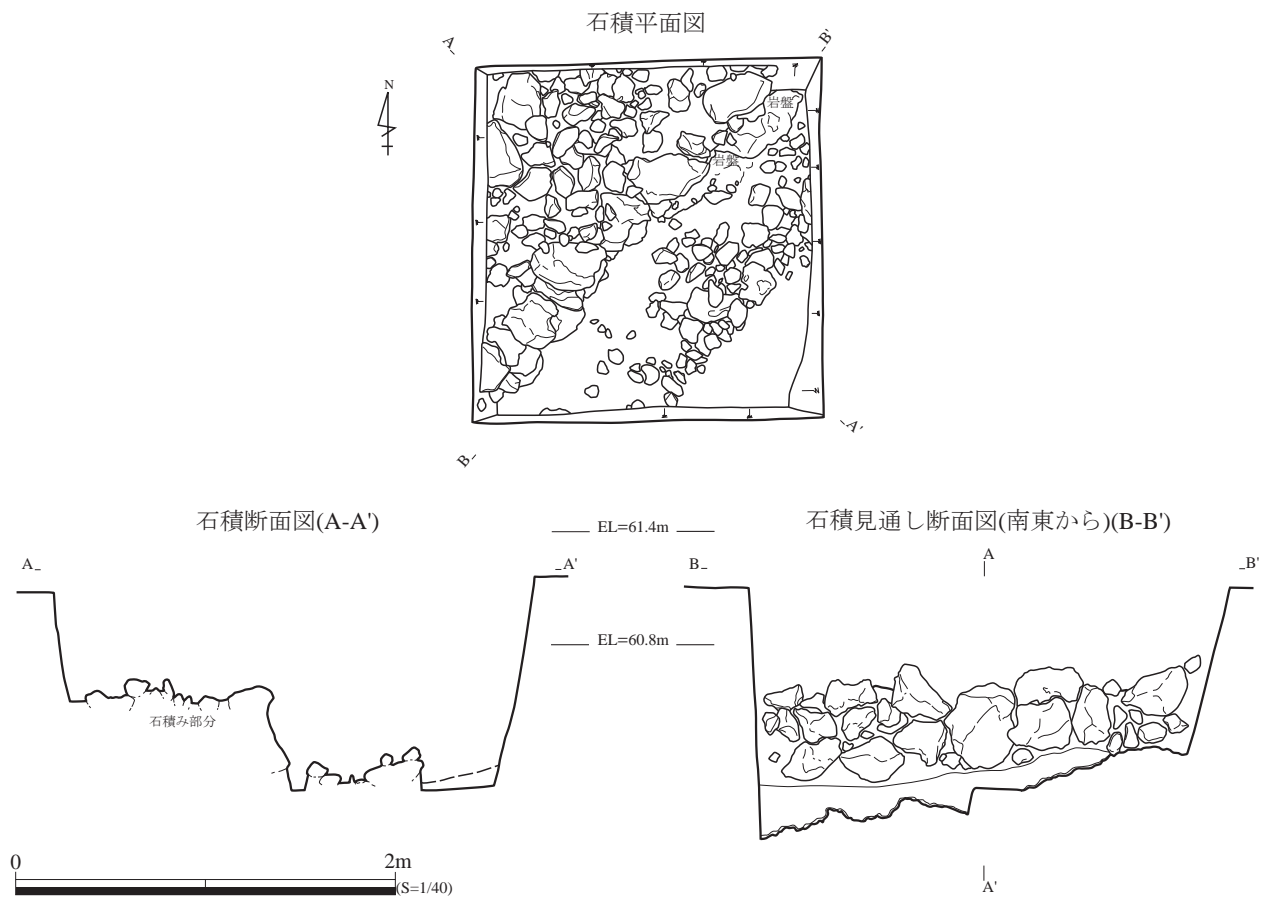 石積平面図
A
B'
N
岩盤
岩盤
A'
B
石積断面図(A-A')
EL=61.4m
石積見通し断面図(南東から)(B-B')
A
A'
B
A
B'
EL=60.8m
石積み部分
0
2m
(S=1/40)
A'